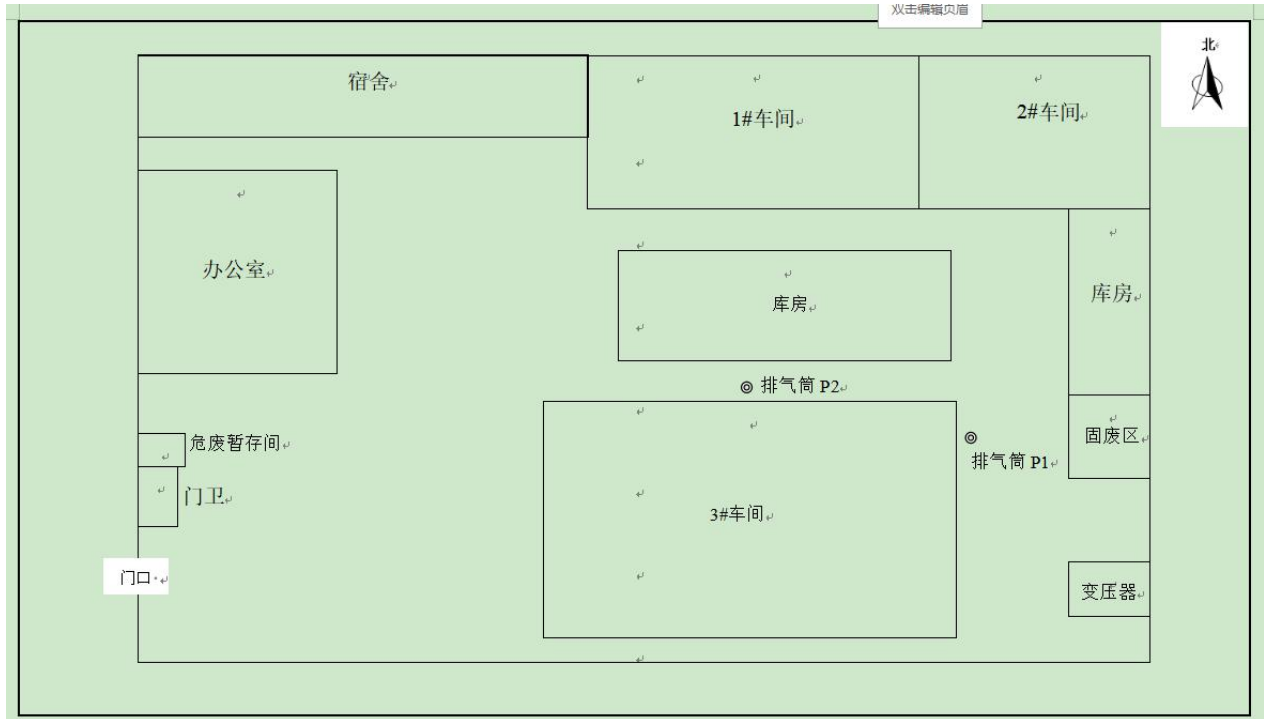 双击编辑页眉
北
宿舍
1#车间
2#车间
办公室
库房
库房
排气筒 P2
危废暂存间
固废区
排气筒 P1
门卫
3#车间
门口
变压器